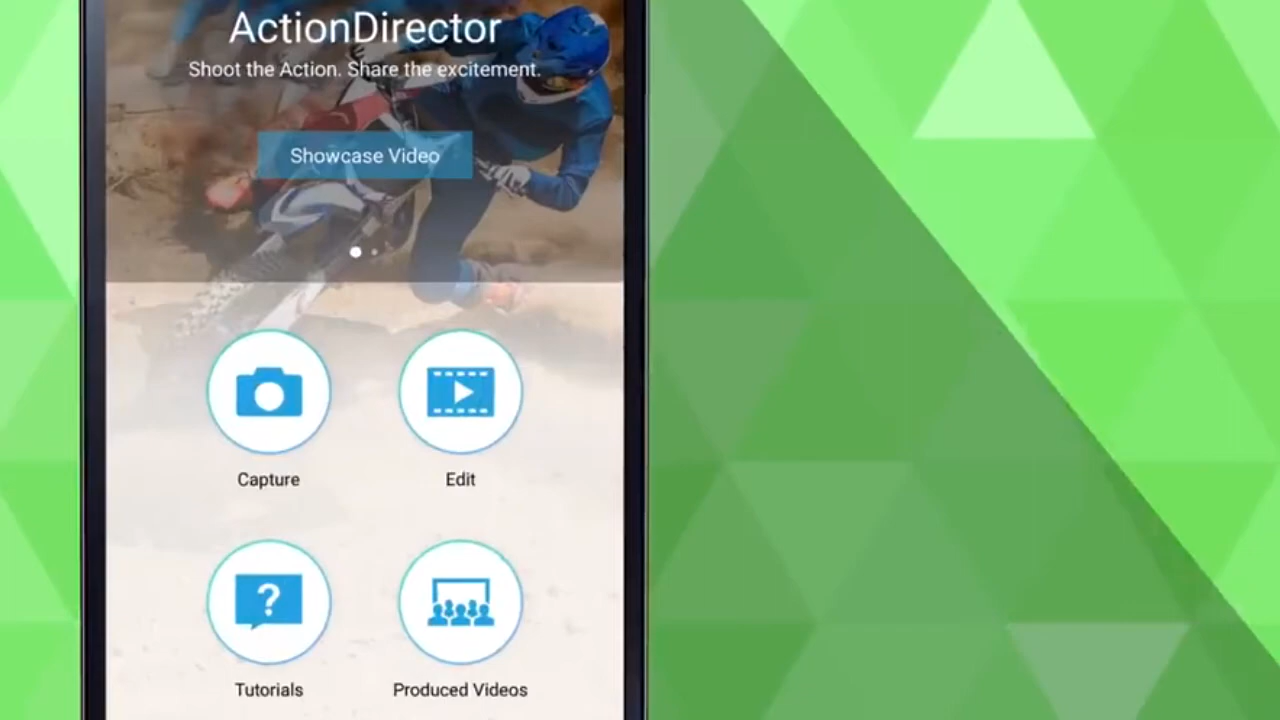 ActionDirector
Shoot the Action. Share the excitement.
Showcase Video
Capture
Edit
Tutorials
Produced Videos